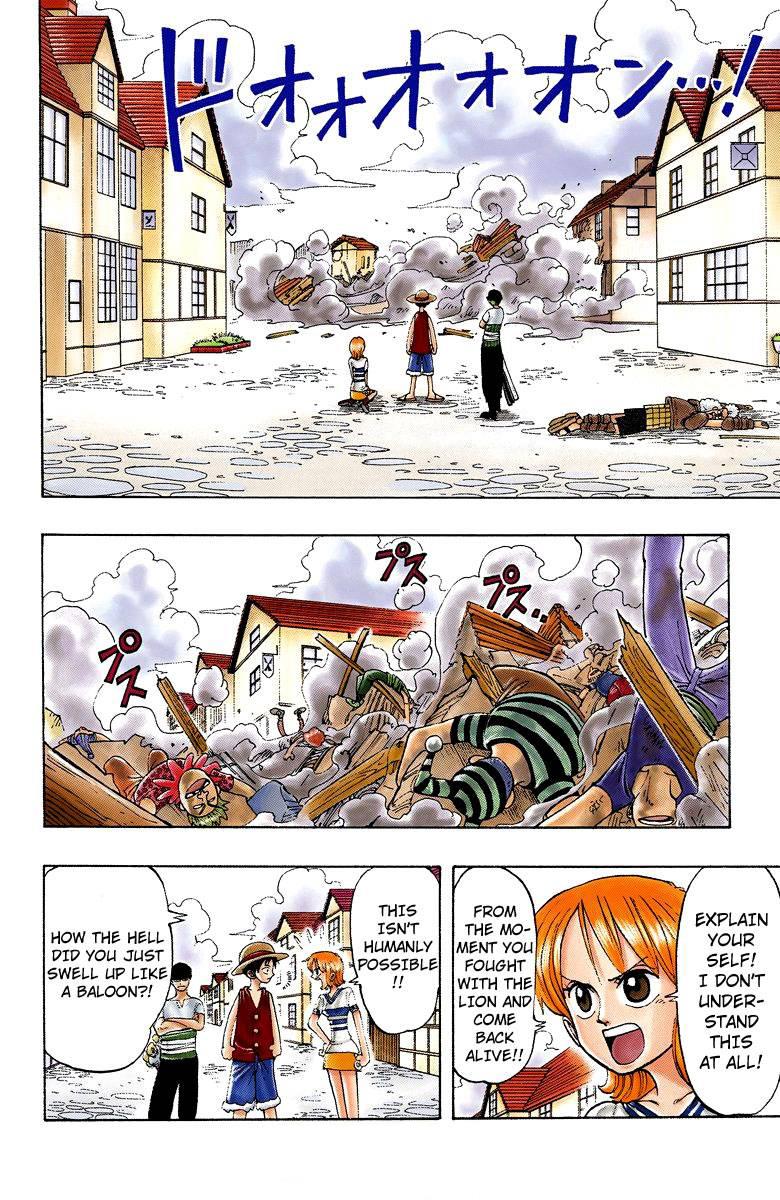 ドオオオオオン…!
プス
プス..
プス
EXPLAIN
YOUR
SELF!
I DON'T
UNDER-
STAND
THIS
AT ALL!
FROM
THE MO-
MENT YOU
FOUGHT
WITH THE
LION AND
COME
BACK
ALIVE!!
THIS
ISN'T
HUMANLY
POSSIBLE
!!
HOW THE HELL
DID YOU JUST
SWELL UP LIKE
A BALOON?!